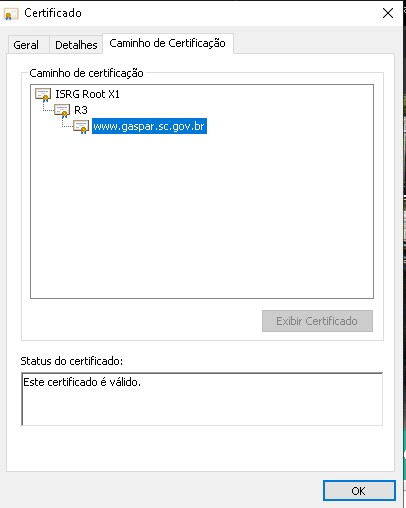 Certificado
Geral
Detalhes
Caminho de Certificação
Caminho de certificação
ISRG Root X1
R3
www.gaspar.sc.gov.br
Exibir Certificado
Status do certificado:
Este certificado é válido.
OK